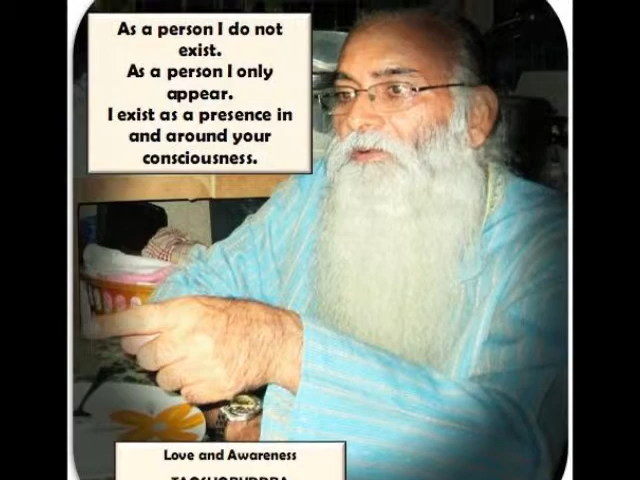 As a person I do not
exist.
As a person I only
appear.
I exist as a presence in
and around your
consciousness.
Love and Awareness
TAOSHOBUDDHA